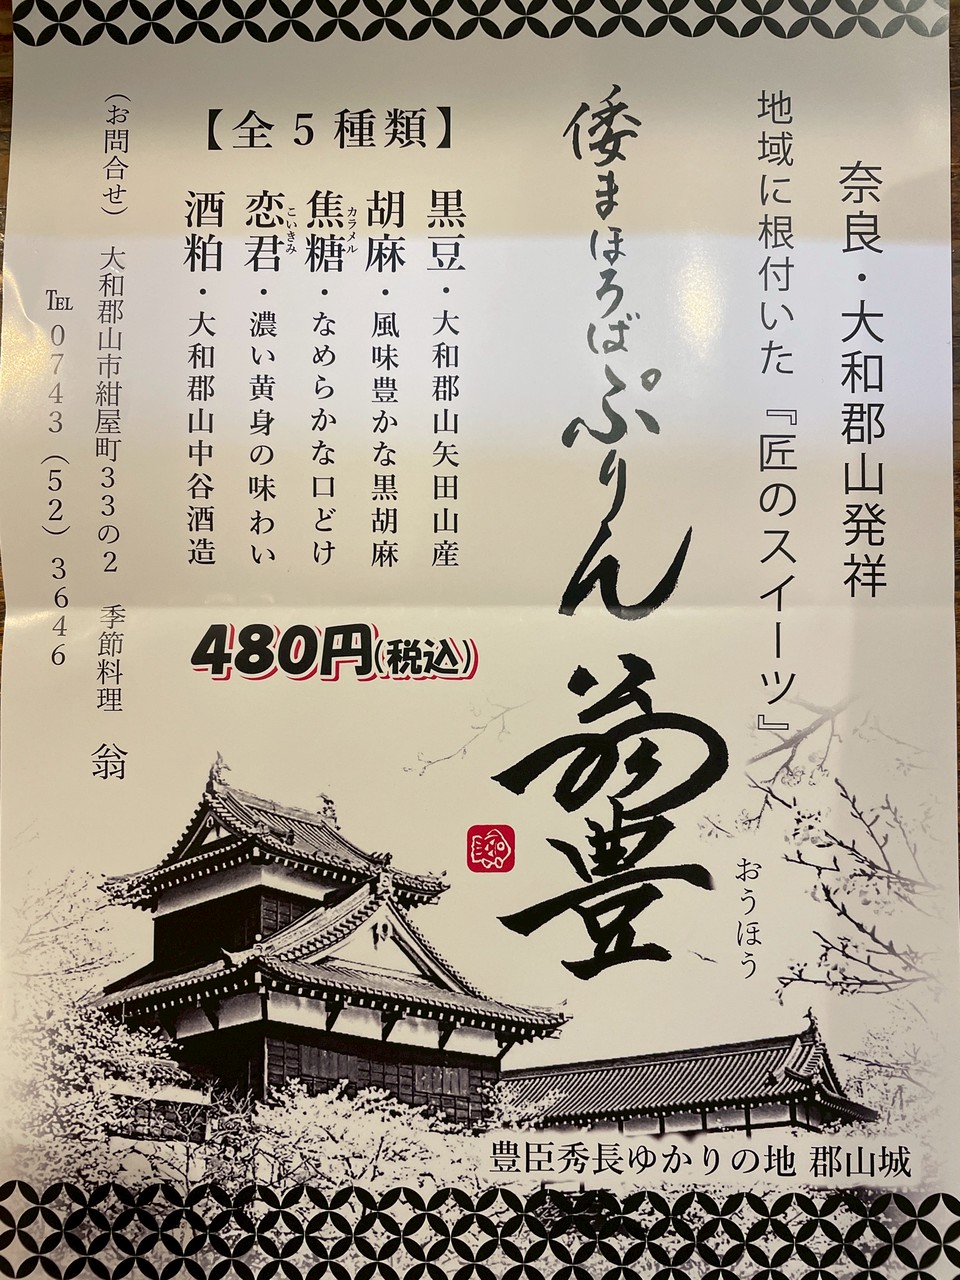 奈良・大和郡山発祥
地域に根付いた『匠のスイーツ』
倭まほろばぷりん 翁豊
おうほう
【全5種類】
黒豆・大和郡山矢田山産
胡麻・風味豊かな黒胡麻
焦糖・なめらかな口どけ
カラメル
恋君・濃い黄身の味わい
こいきみ
酒粕・大和郡山中谷酒造
480円(税込)
(お問合せ) 大和郡山市紺屋町33の2 季節料理 翁
℡0743(52)3646
豊臣秀長ゆかりの地 郡山城